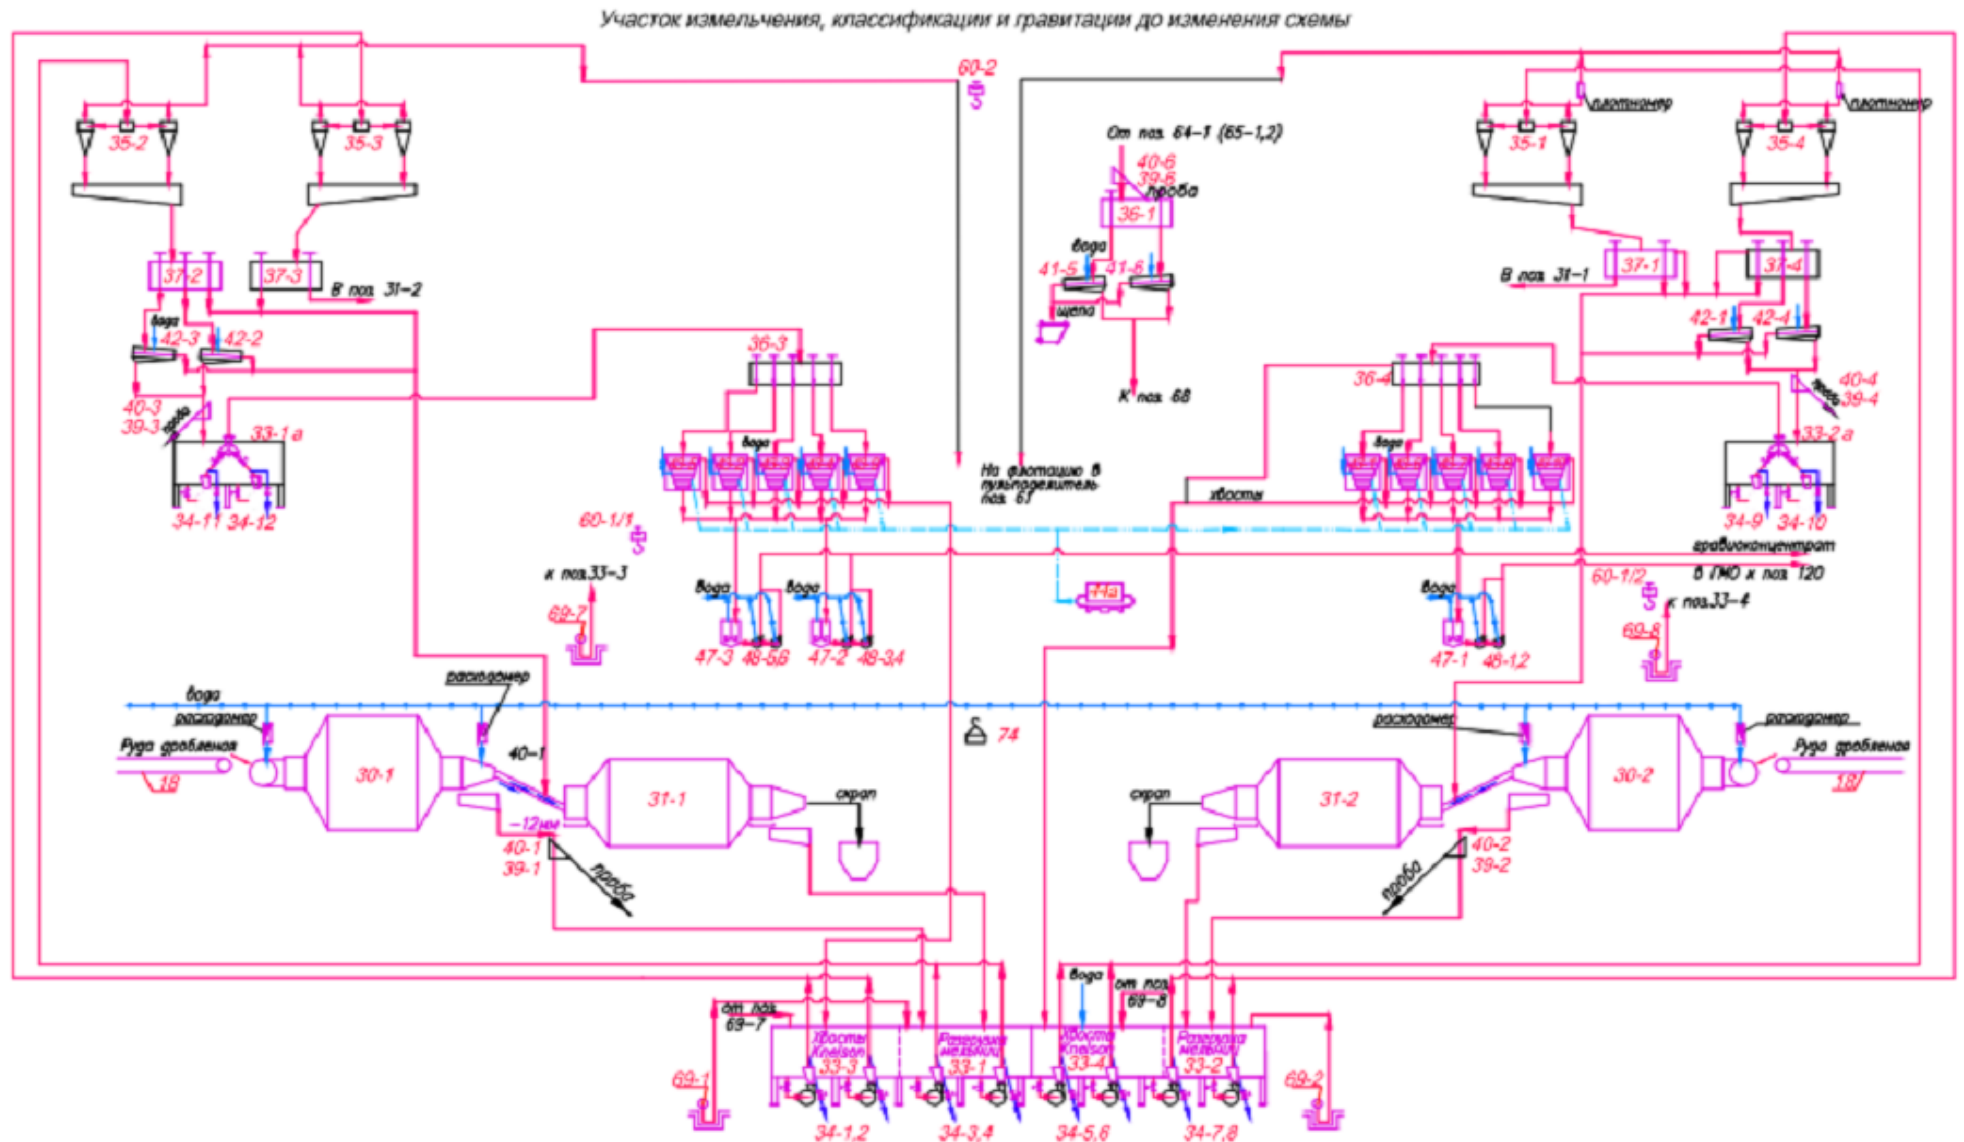 Участок измельчения, классификации и гравитации до изменения схемы
60-2
плотномер
плотномер
35-2
35-3
От поз. 64-1 (65-1,2)
35-1
35-4
40-6
39-6
проба
36-1
вода
37-2
37-3
В поз. 31-2
41-5
41-6
щепа
37-1
37-4
В поз. 31-1
вода
42-3
42-2
42-1
42-4
36-3
36-4
К поз. 68
40-3
39-3
проба
40-4
39-4
33-1а
33-2а
вода
вода
На флотацию в
пульподелитель
поз. 61
хвосты
34-11
34-12
34-9
34-10
60-1/1
гравиоконцентрат
в ГМО к поз. 120
к поз.33-3
60-1/2
к поз.33-4
69-7
вода
вода
44а
вода
69-8
47-3
48-5,6
47-2
48-3,4
47-1
48-1,2
вода
расходомер
расходомер
расходомер
расходомер
Руда дробленая
18
40-1
74
Руда дробленая
18
30-1
31-1
скрап
скрап
31-2
30-2
-12мм
40-1
39-1
проба
40-2
39-2
проба
вода
от поз.
69-7
от поз.
69-8
Хвосты
Knelson
33-3
Разгрузка
мельниц
33-1
Хвосты
Knelson
33-4
Разгрузка
мельниц
33-2
69-1
69-2
34-1,2
34-3,4
34-5,6
34-7,8